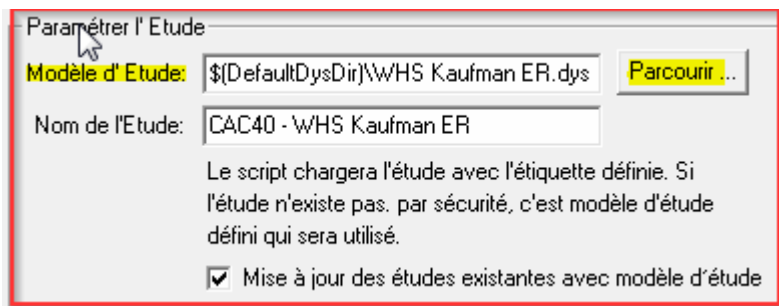 Paramétrer l' Etude
Modèle d' Etude: $(DefaultDysDir)\WHS Kaufman ER.dys Parcourir ...
Nom de l'Etude: CAC40 - WHS Kaufman ER
Le script chargera l'étude avec l'étiquette définie. Si
l'étude n'existe pas. par sécurité, c'est modèle d'étude
défini qui sera utilisé.
Mise à jour des études existantes avec modèle d'étude